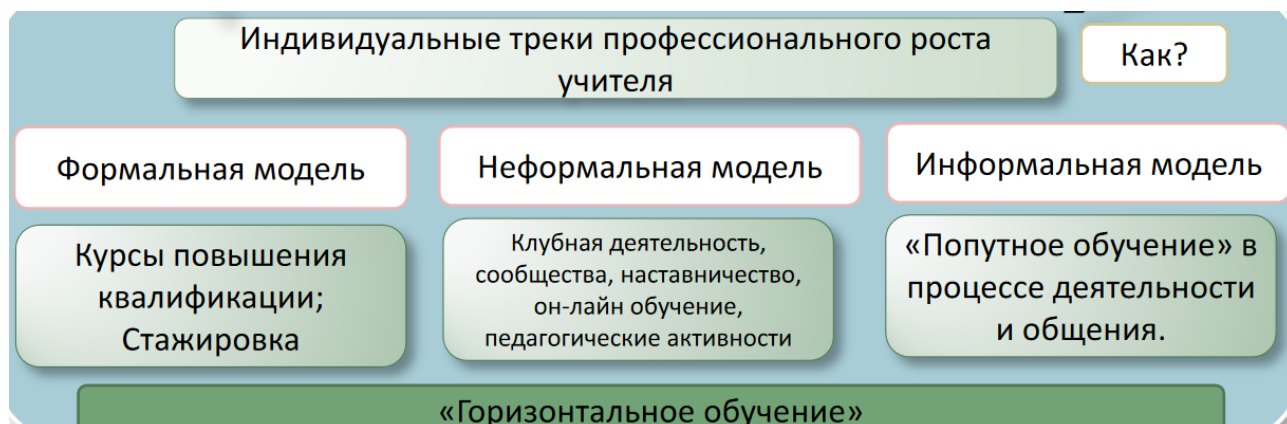 Индивидуальные треки профессионального роста
учителя
Как?
Формальная модель
Неформальная модель
Информальная модель
Курсы повышения
квалификации;
Стажировка
Клубная деятельность,
сообщества, наставничество,
он-лайн обучение,
педагогические активности
«Попутное обучение» в
процессе деятельности
и общения.
«Горизонтальное обучение»